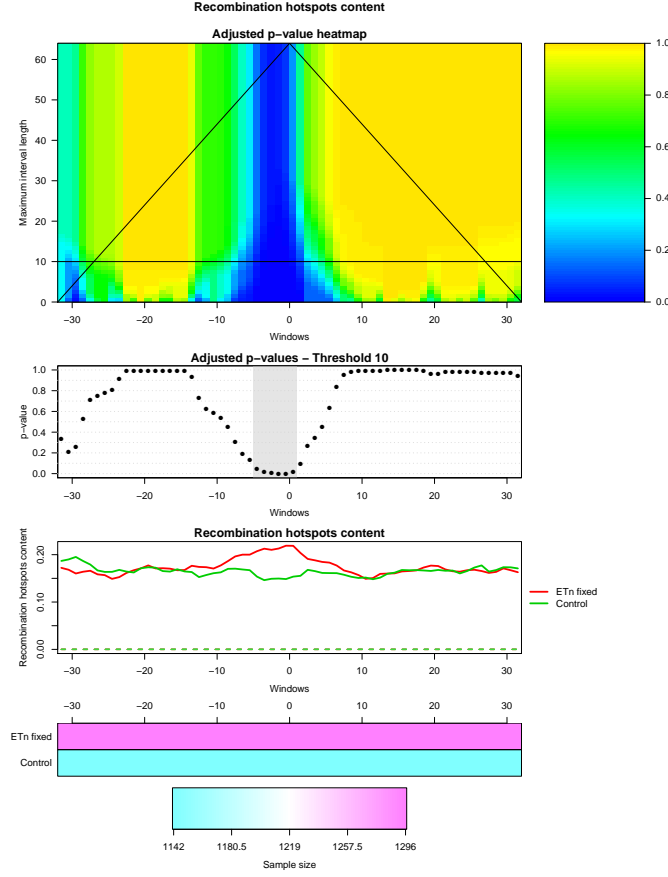 Recombination hotspots content
Adjusted p−value heatmap
Maximum interval length
0 10 20 30 40 50 60
−30 −20 −10 0 10 20 30
Windows
0.0 0.2 0.4 0.6 0.8 1.0
Adjusted p−values − Threshold 10
p−value
0.0 0.2 0.4 0.6 0.8 1.0
−30 −20 −10 0 10 20 30
Windows
Recombination hotspots content
Recombination hotspots content
0.00 0.10 0.20
−30 −20 −10 0 10 20 30
Windows
ETn fixed
Control
−30 −20 −10 0 10 20 30
ETn fixed
Control
1142 1180.5 1219 1257.5 1296
Sample size